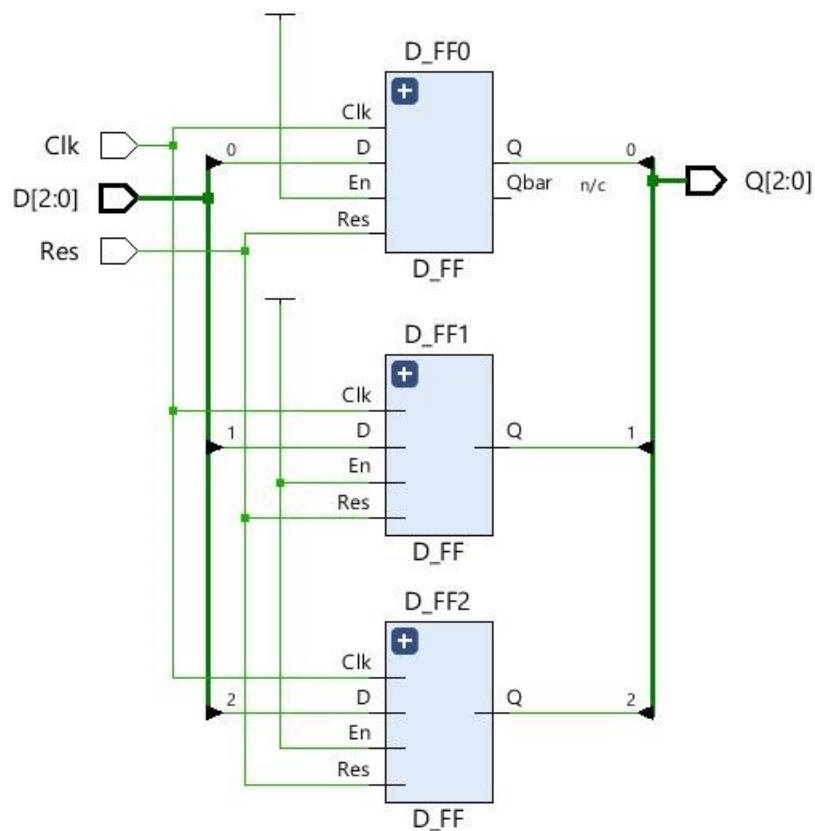 D_FF0
Clk
D
En
Res
Q
Qbar n/c
D_FF
Clk
D[2:0]
Res
0
0
Q[2:0]
D_FF1
Clk
D
En
Res
Q
1
1
D_FF
D_FF2
Clk
D
En
Res
Q
2
2
D_FF